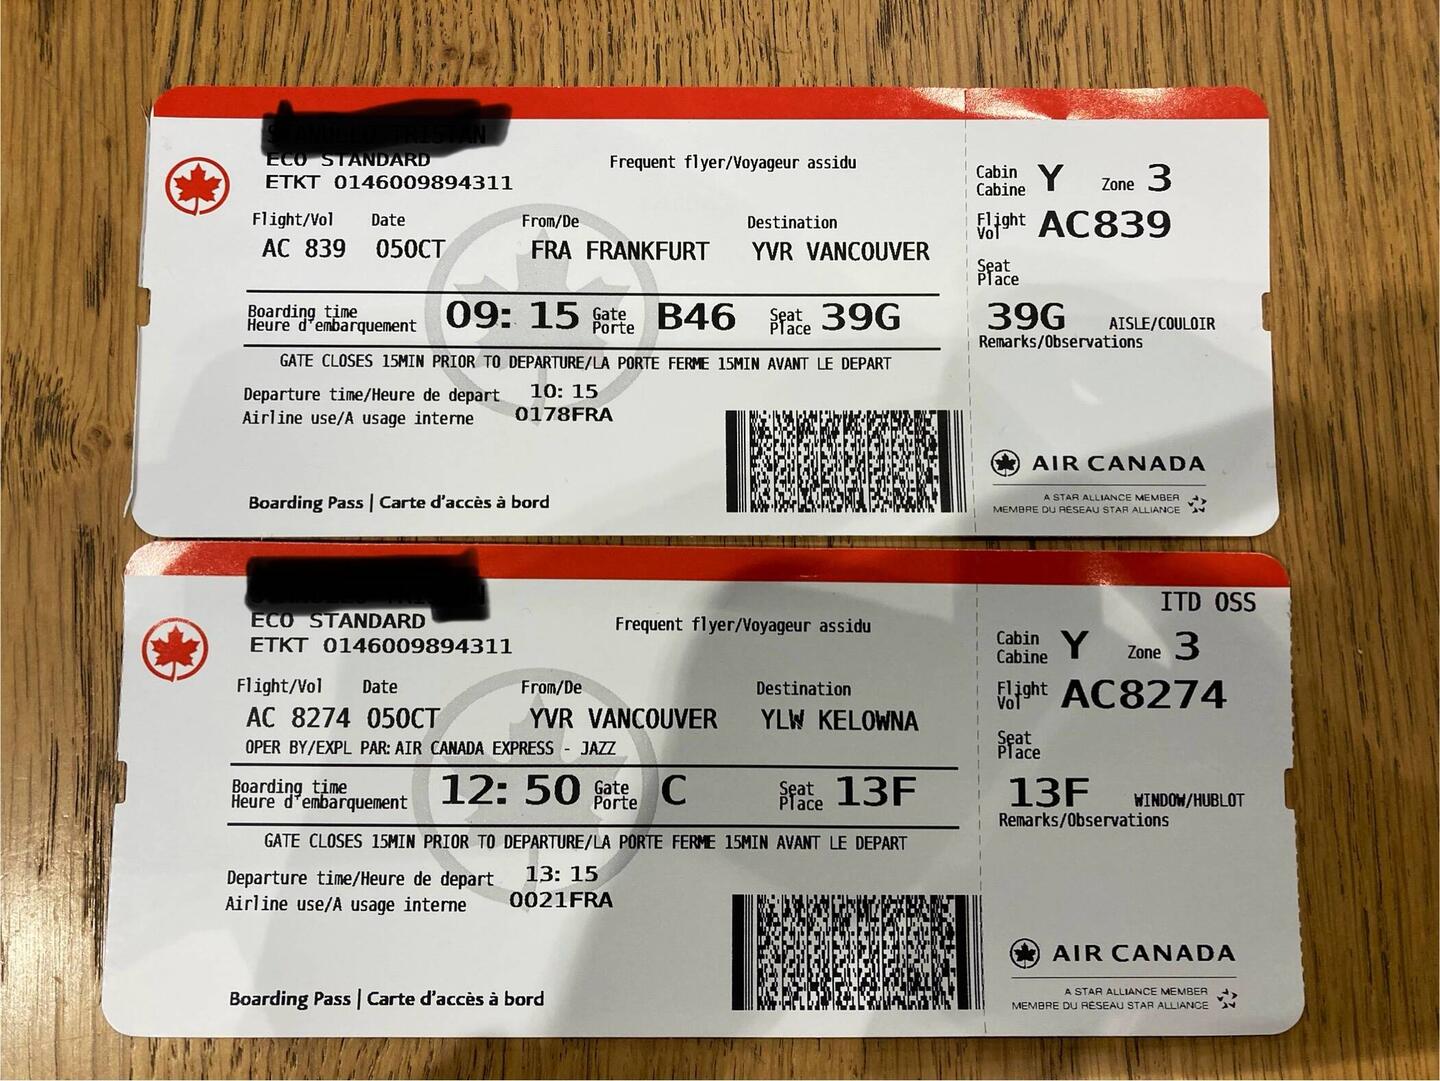 ECO STANDARD
ETKT 0146009894311
Frequent flyer/Voyageur assidu
Flight/Vol Date From/De Destination
AC 839 05OCT FRA FRANKFURT YVR VANCOUVER
Boarding time
Heure d'embarquement 09: 15 Gate
Porte B46 Seat
Place 39G
GATE CLOSES 15MIN PRIOR TO DEPARTURE/LA PORTE FERME 15MIN AVANT LE DEPART
Departure time/Heure de depart 10: 15
Airline use/A usage interne 0178FRA
Boarding Pass | Carte d'accès à bord
Cabin
Cabine Y Zone 3
Flight
Vol AC839
Seat
Place
39G AISLE/COULOIR
Remarks/Observations
AIR CANADA
A STAR ALLIANCE MEMBER
MEMBRE DU RÉSEAU STAR ALLIANCE
ECO STANDARD
ETKT 0146009894311
Frequent flyer/Voyageur assidu
Flight/Vol Date From/De Destination
AC 8274 05OCT YVR VANCOUVER YLW KELOWNA
OPER BY/EXPL PAR: AIR CANADA EXPRESS - JAZZ
Boarding time
Heure d'embarquement 12: 50 Gate
Porte C Seat
Place 13F
GATE CLOSES 15MIN PRIOR TO DEPARTURE/LA PORTE FERME 15MIN AVANT LE DEPART
Departure time/Heure de depart 13: 15
Airline use/A usage interne 0021FRA
Boarding Pass | Carte d'accès à bord
ITD OSS
Cabin
Cabine Y Zone 3
Flight
Vol AC8274
Seat
Place
13F WINDOW/HUBLOT
Remarks/Observations
AIR CANADA
A STAR ALLIANCE MEMBER
MEMBRE DU RÉSEAU STAR ALLIANCE